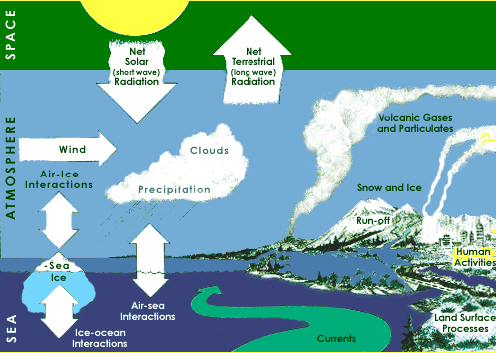 SPACE
Net
Solar
(short wave)
Radiation
Net
Terrestrial
(long wave)
Radiation
ATMOSPHERE
Volcanic Gases
and Particulates
Wind
Clouds
Air-Ice
Interactions
Precipitation
Snow and Ice
Run-off
Human
Activities
Sea
Ice
SEA
Air-sea
Interactions
Ice-ocean
Interactions
Currents
Land Surface
Processes